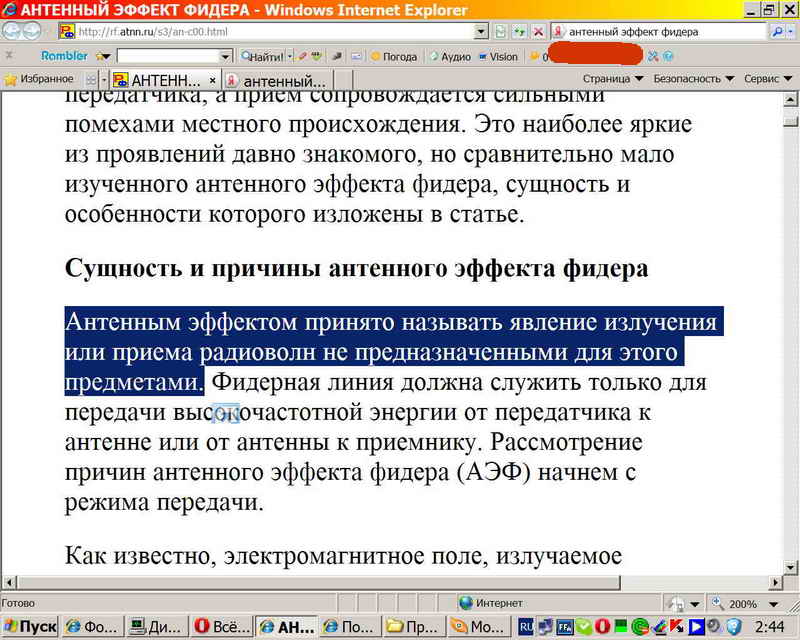 АНТЕННЫЙ ЭФФЕКТ ФИДЕРА - Windows Internet Explorer
http://rf.atnn.ru/s3/an-c00.html
антенный эффект фидера
Rambler Найти! Погода Аудио Vision 0
Избранное АНТЕНН... антенный... Страница Безопасность Сервис
передатчика, а прием сопровождается сильными
помехами местного происхождения. Это наиболее яркие
из проявлений давно знакомого, но сравнительно мало
изученного антенного эффекта фидера, сущность и
особенности которого изложены в статье.
Сущность и причины антенного эффекта фидера
Антенным эффектом принято называть явление излучения
или приема радиоволн не предназначенными для этого
предметами. Фидерная линия должна служить только для
передачи высокочастотной энергии от передатчика к
антенне или от антенны к приемнику. Рассмотрение
причин антенного эффекта фидера (АЭФ) начнем с
режима передачи.
Как известно, электромагнитное поле, излучаемое
Готово Интернет 200%
Пуск Фо... Ди... Всё... АН... По... Пр... Мо... RU 2:44